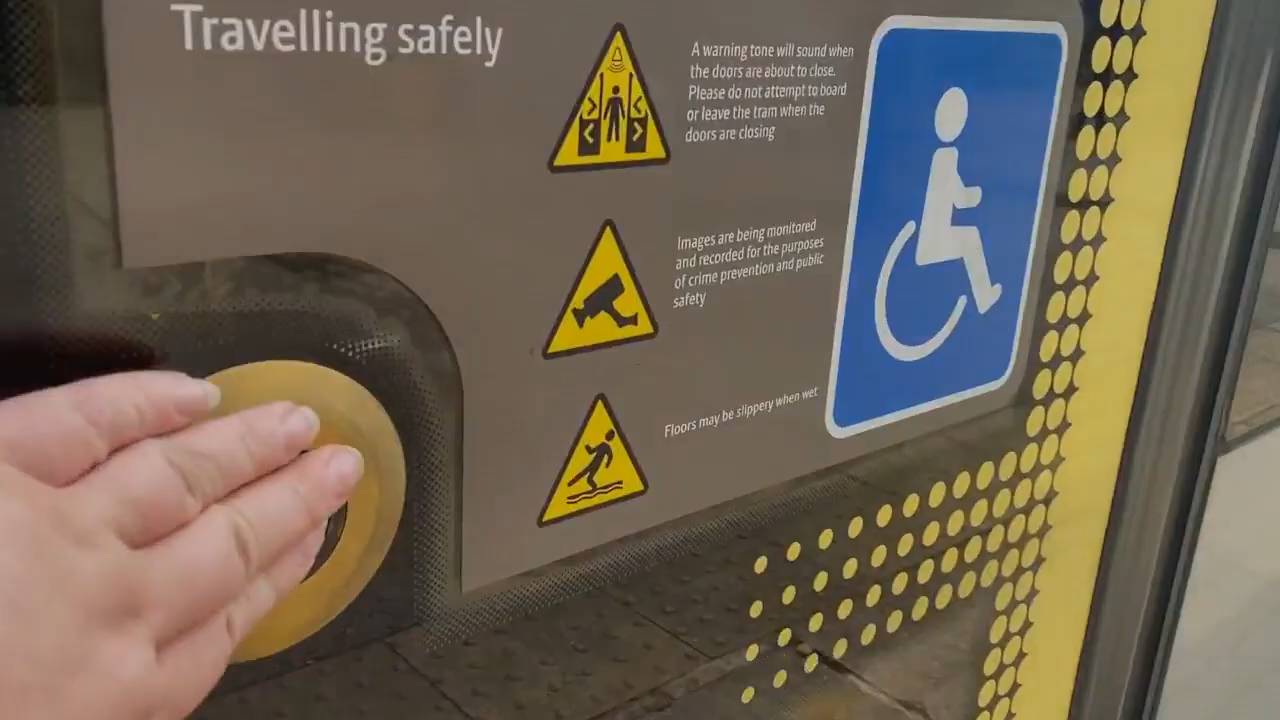 Travelling safely
A warning tone will sound when
the doors are about to close.
Please do not attempt to board
or leave the tram when the
doors are closing
Images are being monitored
and recorded for the purposes
of crime prevention and public
safety
Floors may be slippery when wet